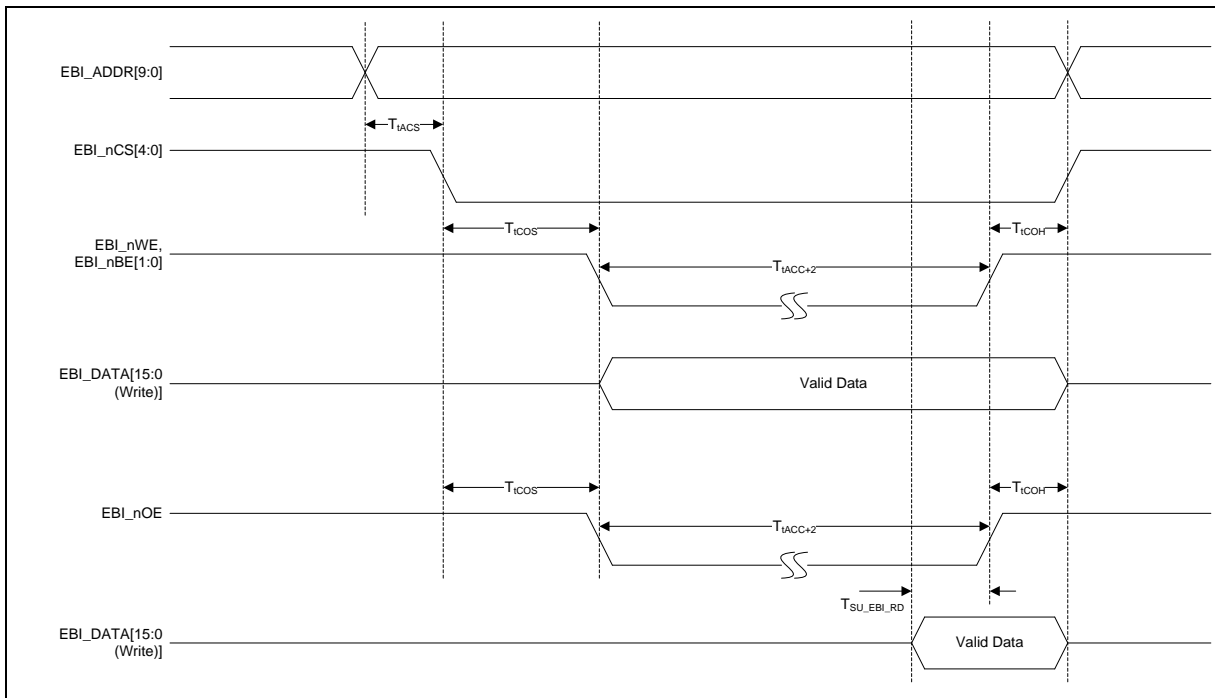 EBI_ADDR[9:0]
TtACS
EBI_nCS[4:0]
TtCOS
TtCOH
EBI_nWE,
EBI_nBE[1:0]
TtACC+2
EBI_DATA[15:0
(Write)]
Valid Data
TtCOS
TtCOH
EBI_nOE
TtACC+2
TSU_EBI_RD
EBI_DATA[15:0
(Write)]
Valid Data